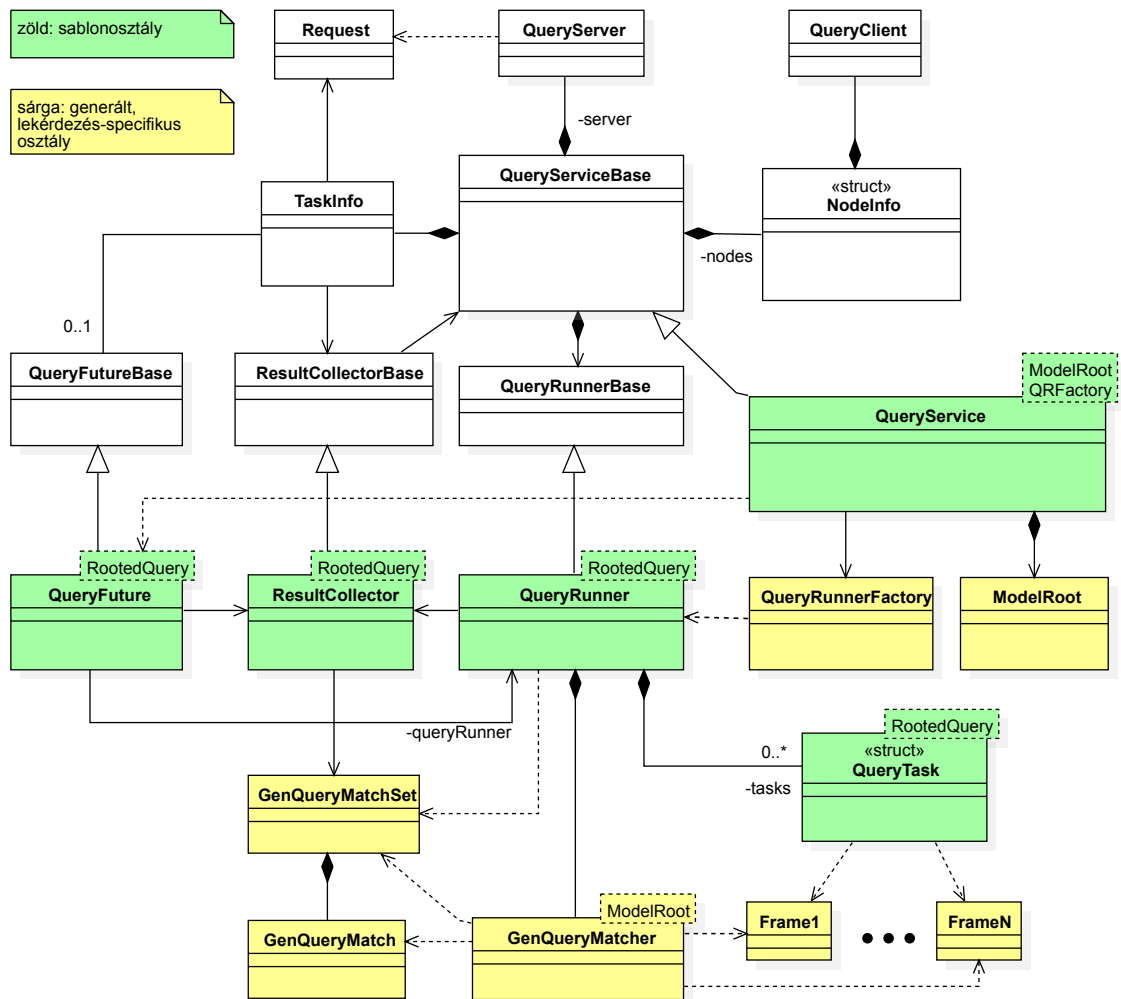 zöld: sablonosztály
Request
QueryServer
QueryClient
sárga: generált,
lekérdezés-specifikus
osztály
-server
QueryServiceBase
«struct»
NodeInfo
TaskInfo
-nodes
0..1
QueryFutureBase
ResultCollectorBase
QueryRunnerBase
ModelRoot
QRFactory
QueryService
RootedQuery
QueryFuture
RootedQuery
ResultCollector
RootedQuery
QueryRunner
QueryRunnerFactory
ModelRoot
-queryRunner
RootedQuery
0..*
«struct»
QueryTask
-tasks
GenQueryMatchSet
ModelRoot
GenQueryMatch
GenQueryMatcher
Frame1
FrameN